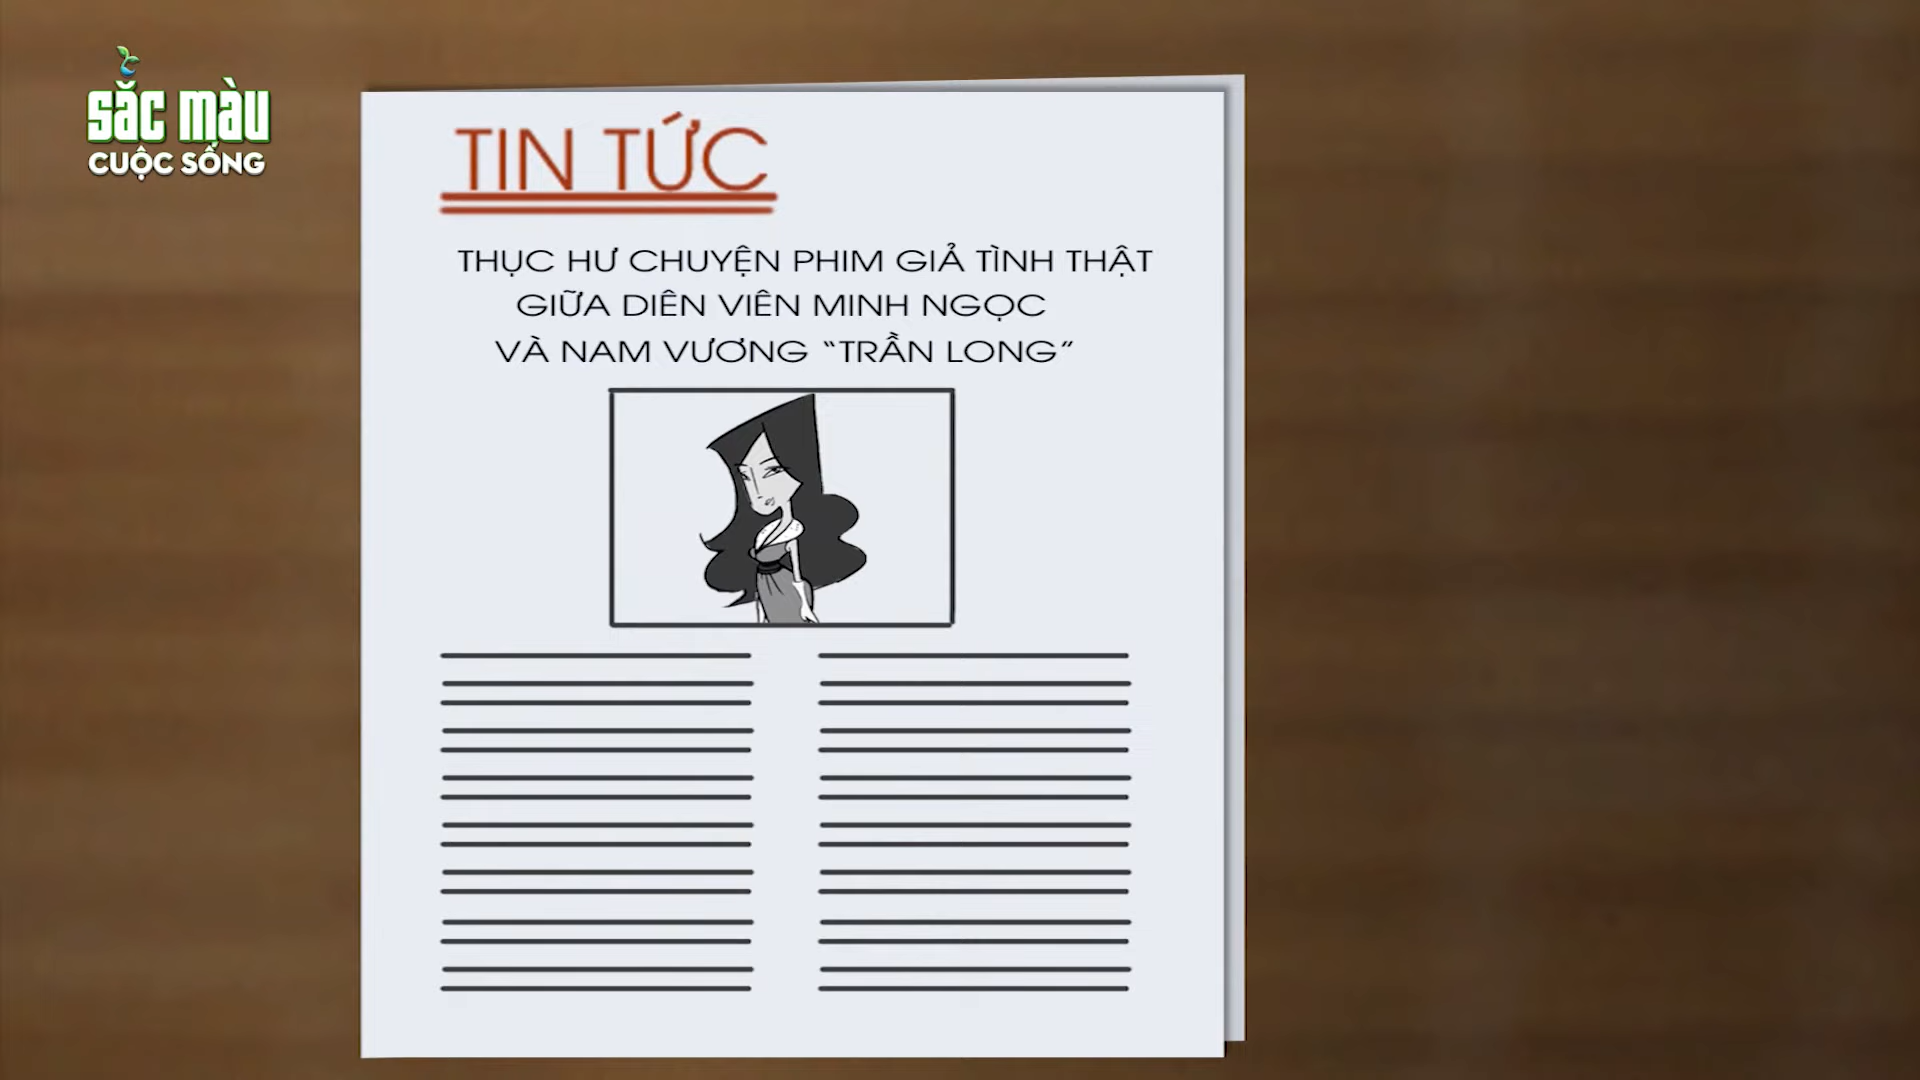 sắc màu
CUỘC SỐNG
TIN TỨC
THỤC HƯ CHUYỆN PHIM GIẢ TÌNH THẬT
GIỮA DIÊN VIÊN MINH NGỌC
VÀ NAM VƯƠNG “TRẦN LONG”